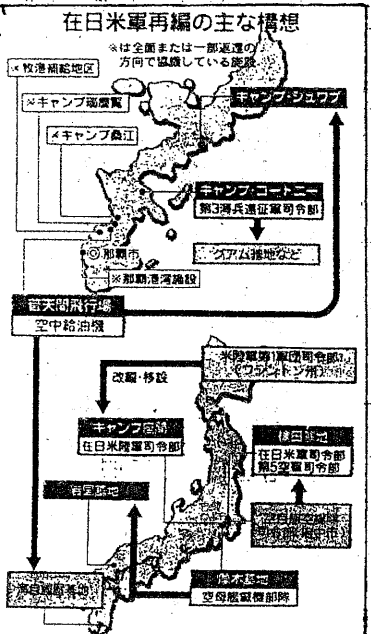 在日米軍再編の主な構想
※は全面または一部返還の
方向で協議している施設
※牧港補給地区
※キャンプ瑞慶覧
※キャンプ桑江
キャンプ・シュワブ
キャンプ・コートニー
第3海兵遠征軍司令部
グアム基地など
◎那覇市
※那覇港湾施設
普天間飛行場
空中給油機
米陸軍第1軍団司令部
(ワシントン州)
改編・移設
キャンプ座間
在日米陸軍司令部
横田基地
在日米軍司令部
第5空軍司令部
岩国基地
厚木基地
空母艦載機部隊
海自鹿屋基地